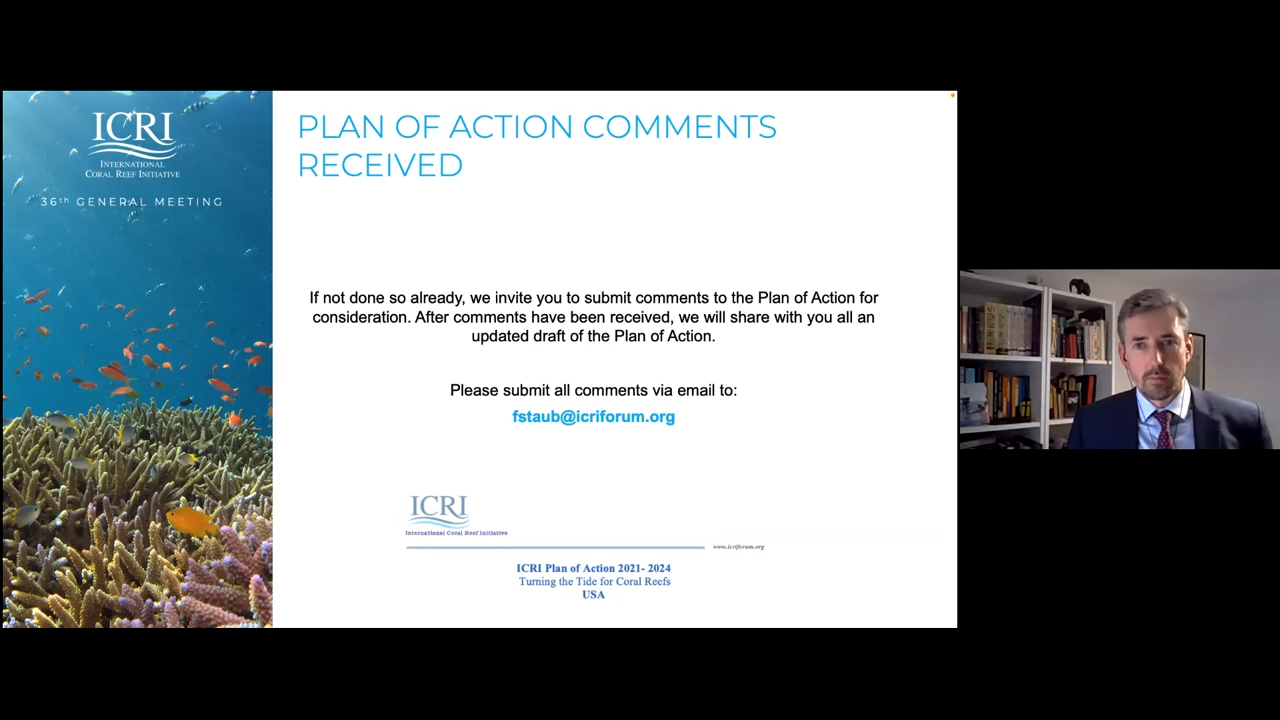 ICRI
INTERNATIONAL
CORAL REEF INITIATIVE
36th GENERAL MEETING
PLAN OF ACTION COMMENTS
RECEIVED
If not done so already, we invite you to submit comments to the Plan of Action for
consideration. After comments have been received, we will share with you all an
updated draft of the Plan of Action.
Please submit all comments via email to:
fstaub@icriforum.org
ICRI
International Coral Reef Initiative
www.icriforum.org
ICRI Plan of Action 2021- 2024
Turning the Tide for Coral Reefs
USA